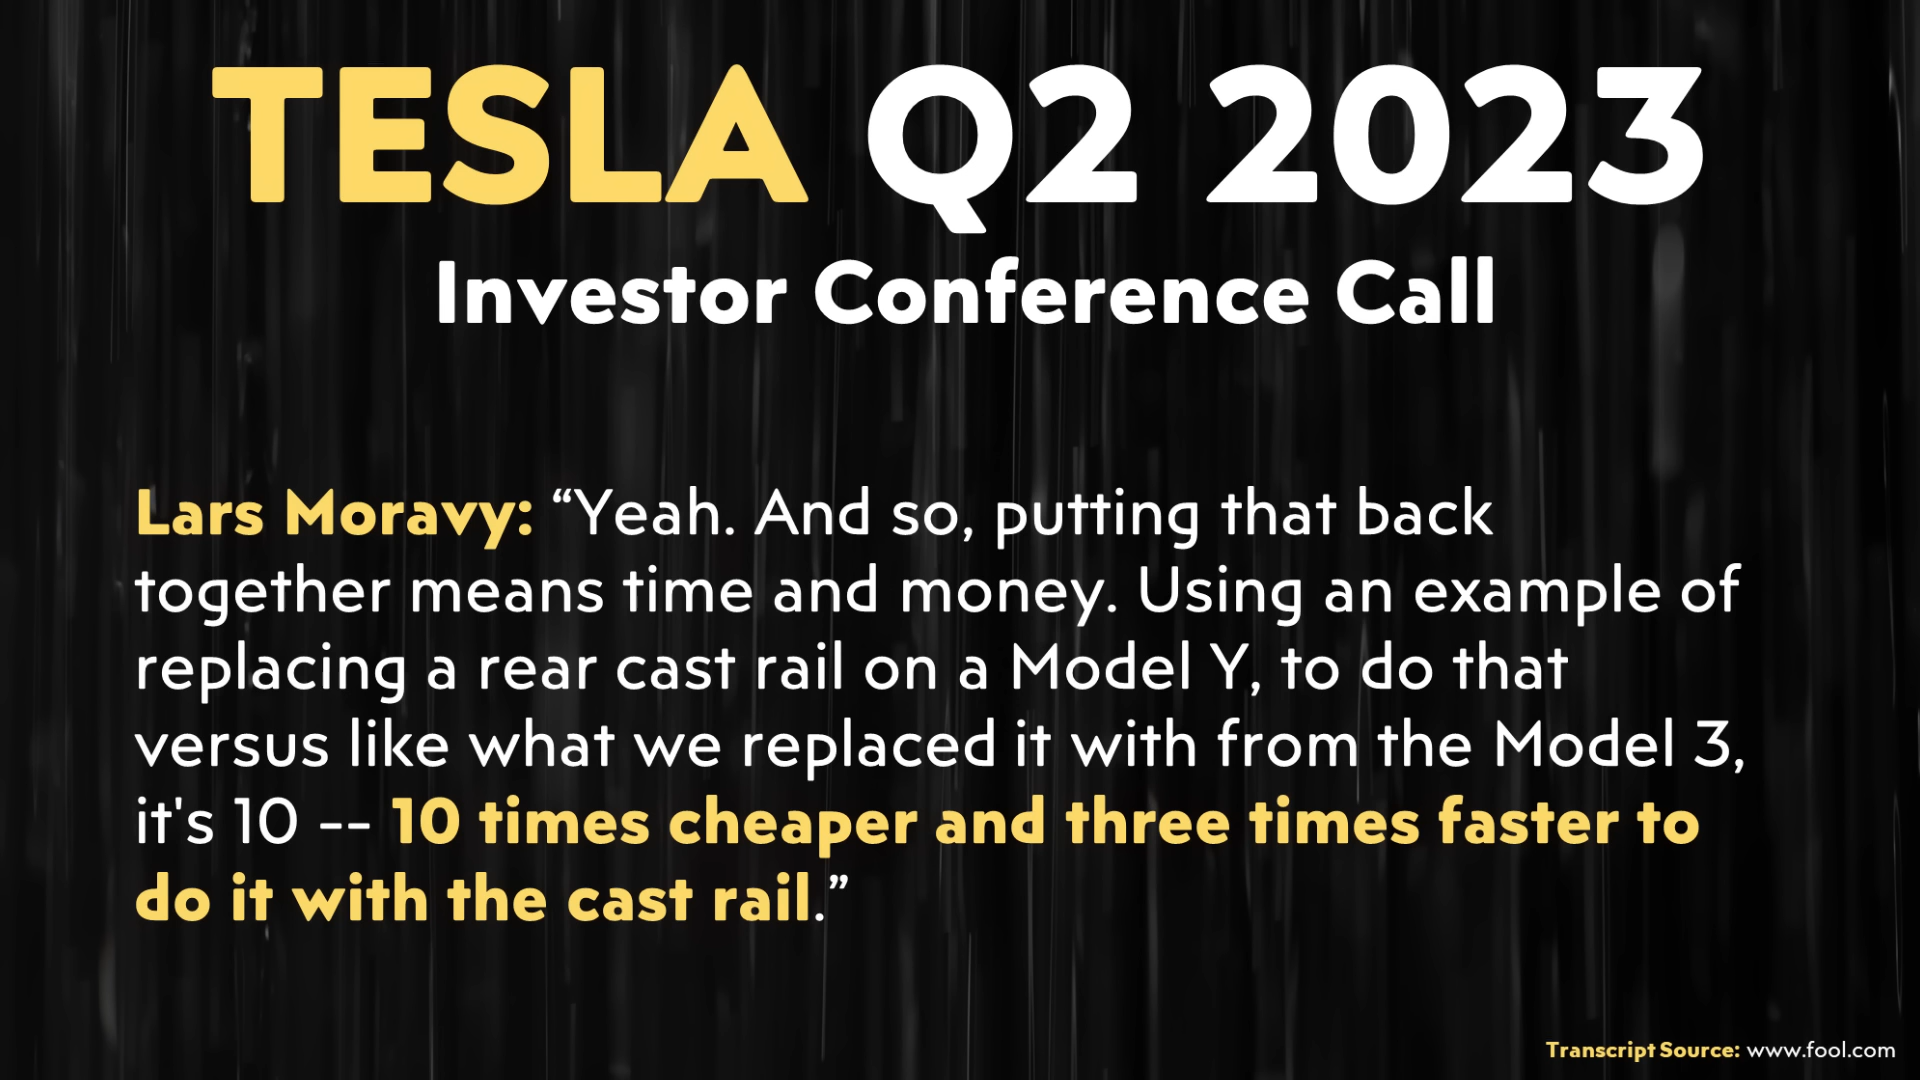 TESLA Q2 2023
Investor Conference Call
Lars Moravy: “Yeah. And so, putting that back
together means time and money. Using an example of
replacing a rear cast rail on a Model Y, to do that
versus like what we replaced it with from the Model 3,
it's 10 -- 10 times cheaper and three times faster to
do it with the cast rail.”
Transcript Source: www.fool.com